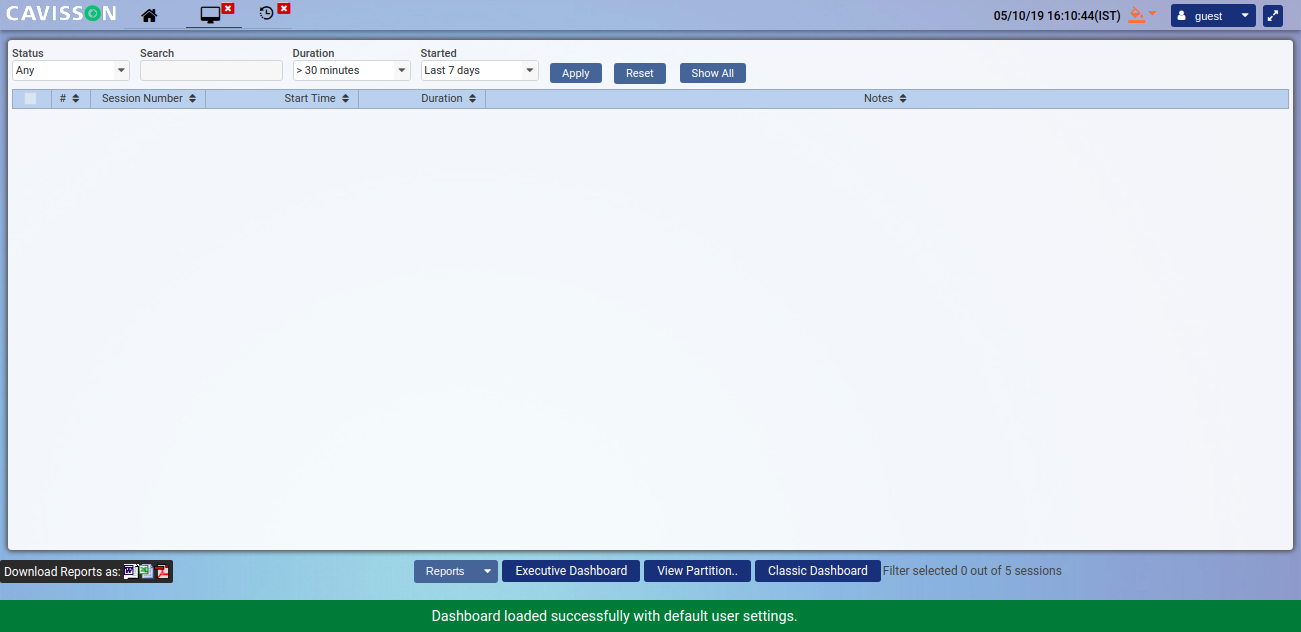 CAVISSON
05/10/19 16:10:44(IST)
guest
Status
Search
Duration
Started
Any
> 30 minutes
Last 7 days
Apply
Reset
Show All
#
Session Number
Start Time
Duration
Notes
Download Reports as:
Reports
Executive Dashboard
View Partition..
Classic Dashboard
Filter selected 0 out of 5 sessions
Dashboard loaded successfully with default user settings.